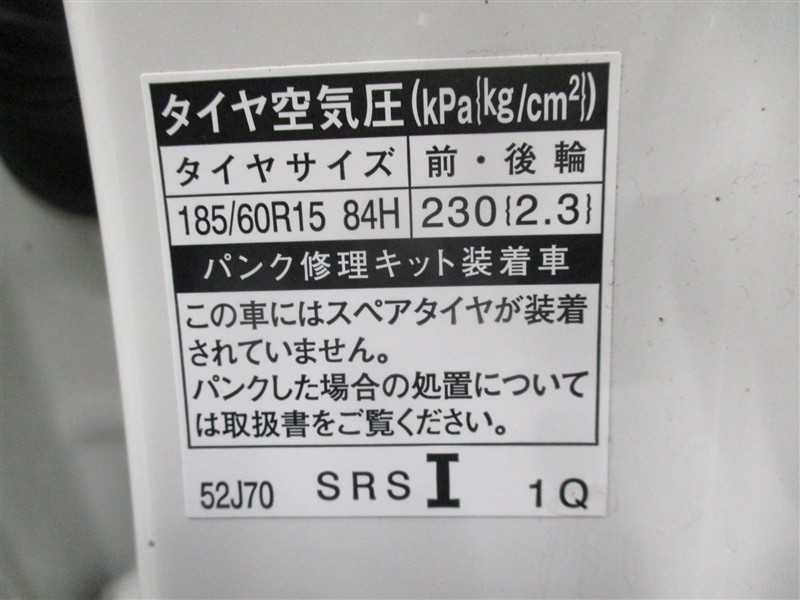 タイヤ空気圧(kPa{kg/cm²})
タイヤサイズ 前・後輪
185/60R15 84H 230{2.3}
パンク修理キット装着車
この車にはスペアタイヤが装着
されていません。
パンクした場合の処置について
は取扱書をご覧ください。
52J70 SRS I 1Q